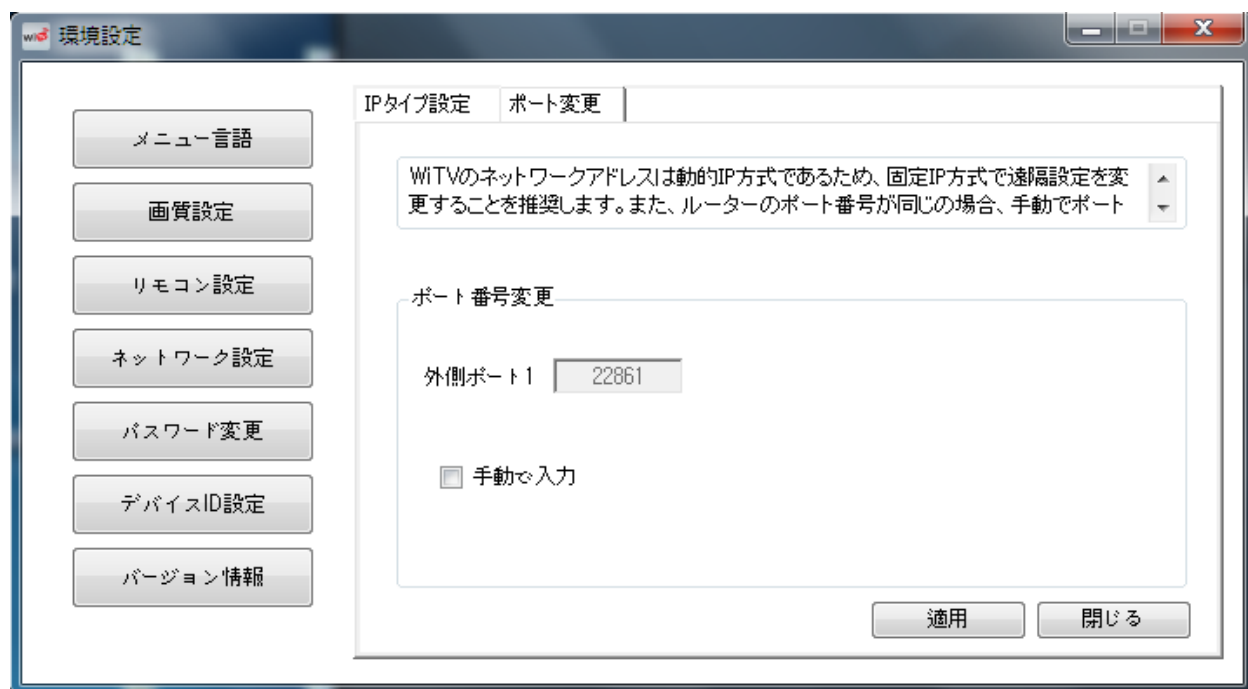 環境設定
メニュー言語
画質設定
リモコン設定
ネットワーク設定
パスワード変更
デバイスID設定
バージョン情報
IPタイプ設定
ポート変更
WiTVのネットワークアドレスは動的IP方式であるため、固定IP方式で遠隔設定を変
更することを推奨します。また、ルーターのポート番号が同じの場合、手動でポート
ポート番号変更
外側ポート1 22861
手動で入力
適用
閉じる